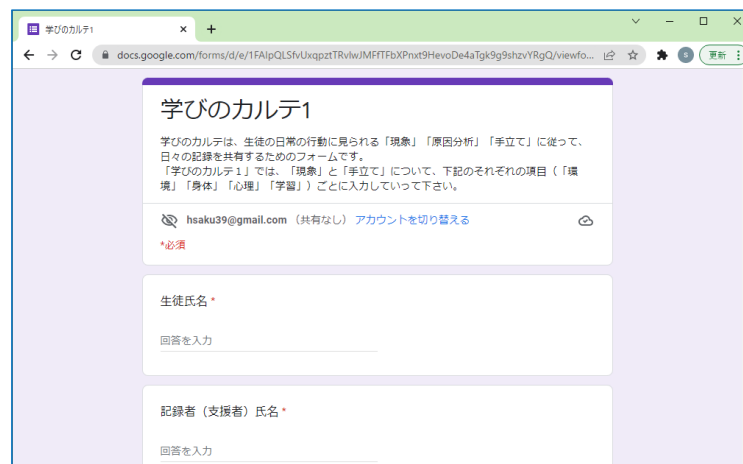 学びのカルテ1
docs.google.com/forms/d/e/1FAIpQLSfvUxqpztTRvIwJMFfTFbXPnxt9HevoDe4aTgk9g9shzvYRgQ/viewfo...
S
更新
学びのカルテ1
学びのカルテは、生徒の日常の行動に見られる「現象」「原因分析」「手立て」に従って、
日々の記録を共有するためのフォームです。
「学びのカルテ１」では、「現象」と「手立て」について、下記のそれぞれの項目（「環
境」「身体」「心理」「学習」）ごとに入力していって下さい。
hsaku39@gmail.com （共有なし） アカウントを切り替える
*必須
生徒氏名 *
回答を入力
記録者（支援者）氏名 *
回答を入力